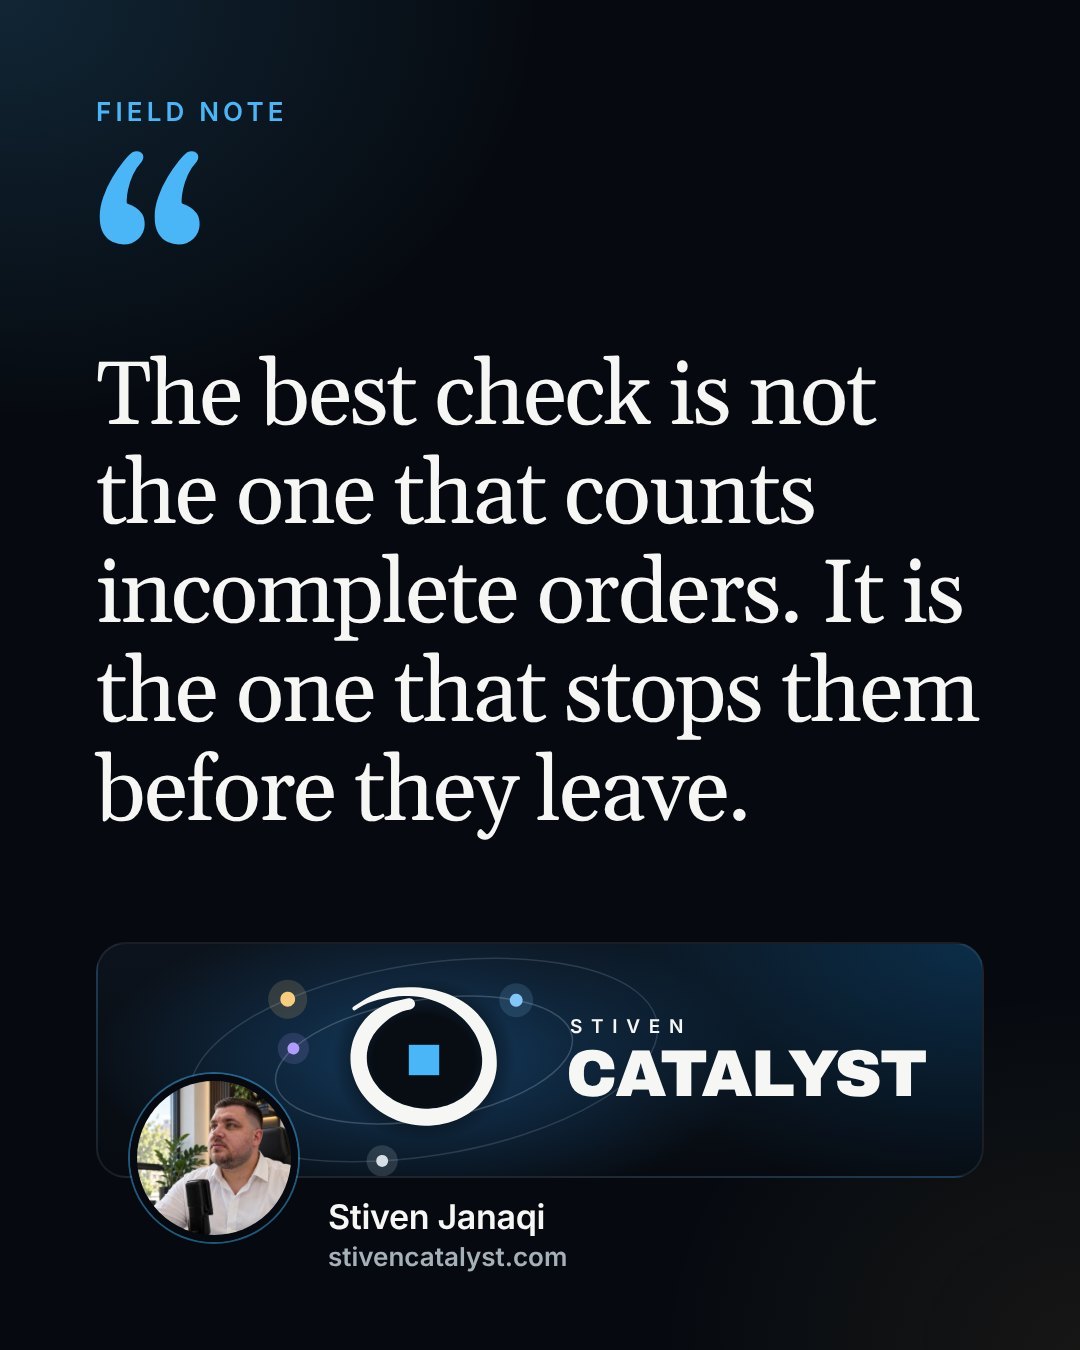 FIELD NOTE
“
The best check is not
the one that counts
incomplete orders. It is
the one that stops them
before they leave.
STIVEN
CATALYST
Stiven Janaqi
stivencatalyst.com